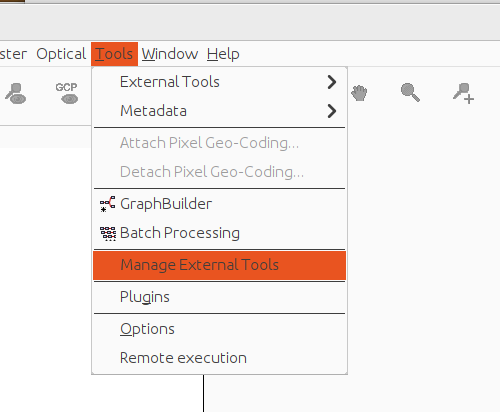 ster Optical Tools Window Help
GCP
External Tools
Metadata
Attach Pixel Geo-Coding...
Detach Pixel Geo-Coding...
GraphBuilder
Batch Processing
Manage External Tools
Plugins
Options
Remote execution